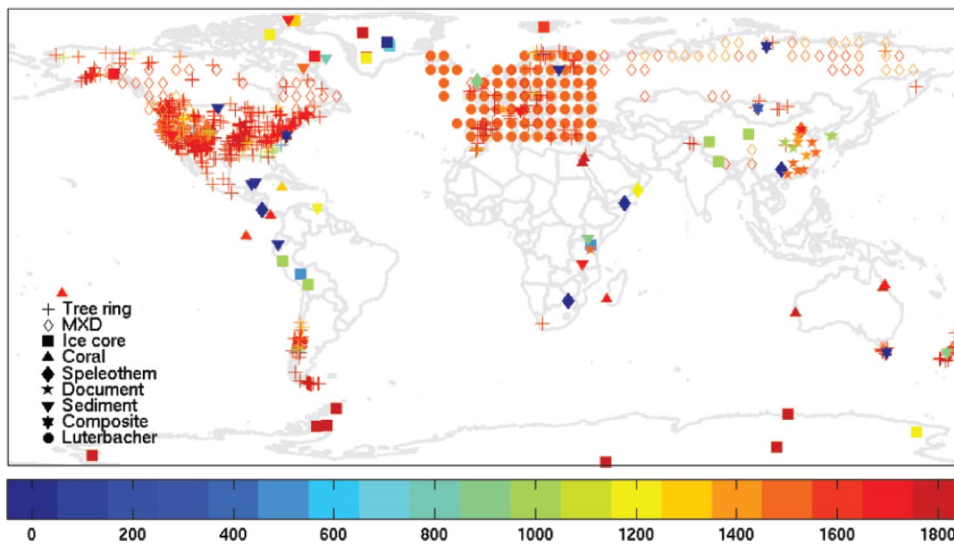 Tree ring
MXD
Ice core
Coral
Speleothem
Document
Sediment
Composite
Luterbacher
0 200 400 600 800 1000 1200 1400 1600 1800